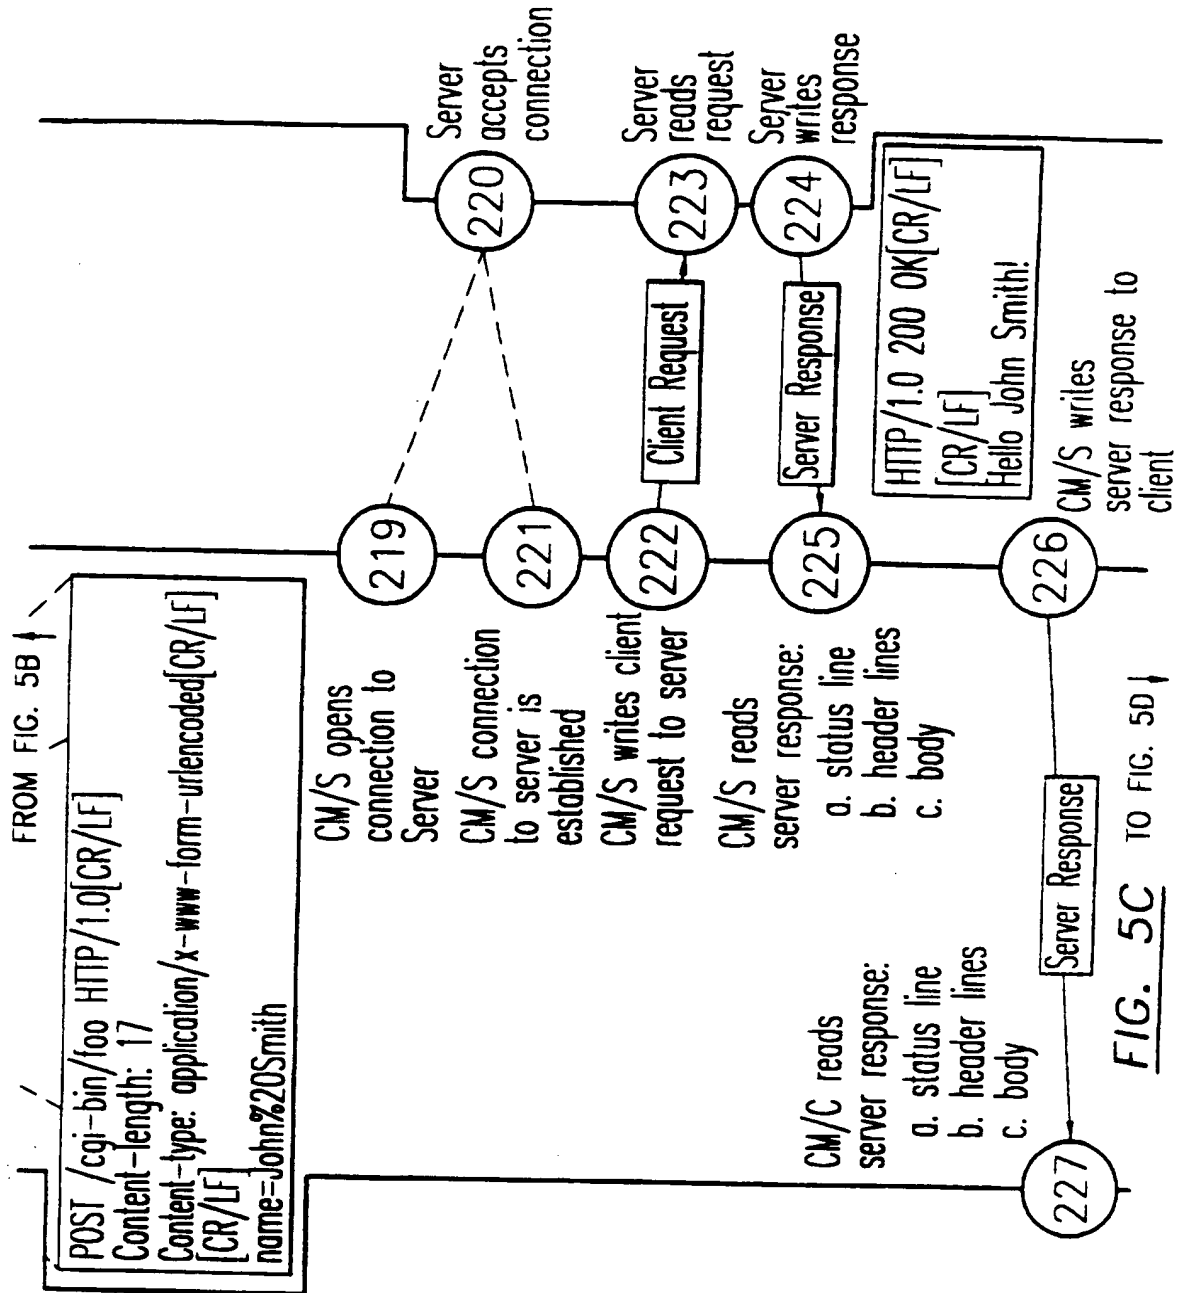 FROM FIG. 5B
POST /cgi-bin/foo HTTP/1.0[CR/LF]
Content-length: 17
Content-type: application/x-www-form-urlencoded[CR/LF]
[CR/LF]
name=John%20Smith
219
CM/S opens
connection to
Server
220
Server
accepts
connection
221
CM/S connection
to server is
established
222
CM/S writes client
request to server
Client Request
223
Server
reads
request
224
Server
writes
response
Server Response
225
CM/S reads
server response:
a. status line
b. header lines
c. body
HTTP/1.0 200 OK[CR/LF]
[CR/LF]
Hello John Smith!
226
CM/S writes
server response to
client
Server Response
227
CM/C reads
server response:
a. status line
b. header lines
c. body
FIG. 5C
TO FIG. 5D